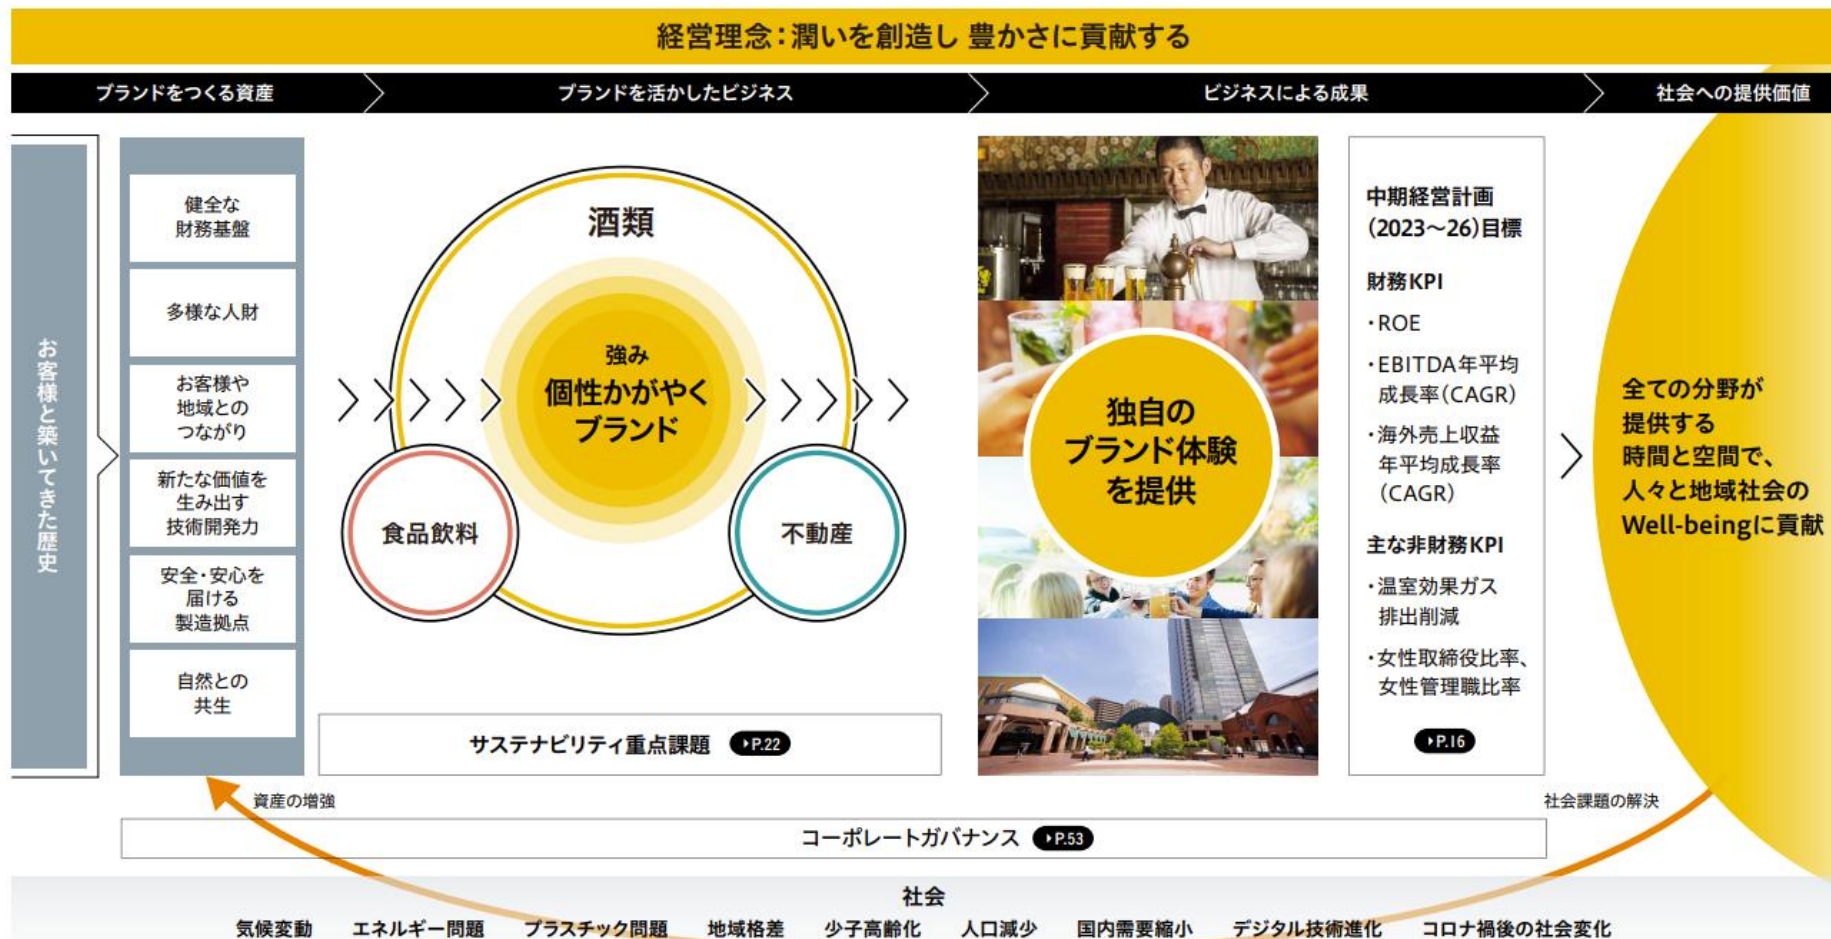 経営理念：潤いを創造し 豊かさに貢献する
ブランドをつくる資産
ブランドを活かしたビジネス
ビジネスによる成果
社会への提供価値
お客様と築いてきた歴史
健全な
財務基盤
多様な人財
お客様や
地域との
つながり
新たな価値を
生み出す
技術開発力
安全・安心を
届ける
製造拠点
自然との
共生
酒類
強み
個性かがやく
ブランド
食品飲料
不動産
サステナビリティ重点課題 P.22
独自の
ブランド体験
を提供
中期経営計画
（2023～26）目標
財務KPI
・ROE
・EBITDA年平均
成長率（CAGR）
・海外売上収益
年平均成長率
（CAGR）
主な非財務KPI
・温室効果ガス
排出削減
・女性取締役比率、
女性管理職比率
P.16
全ての分野が
提供する
時間と空間で、
人々と地域社会の
Well-beingに貢献
資産の増強
社会課題の解決
コーポレートガバナンス P.53
社会
気候変動 エネルギー問題 プラスチック問題 地域格差 少子高齢化 人口減少 国内需要縮小 デジタル技術進化 コロナ禍後の社会変化